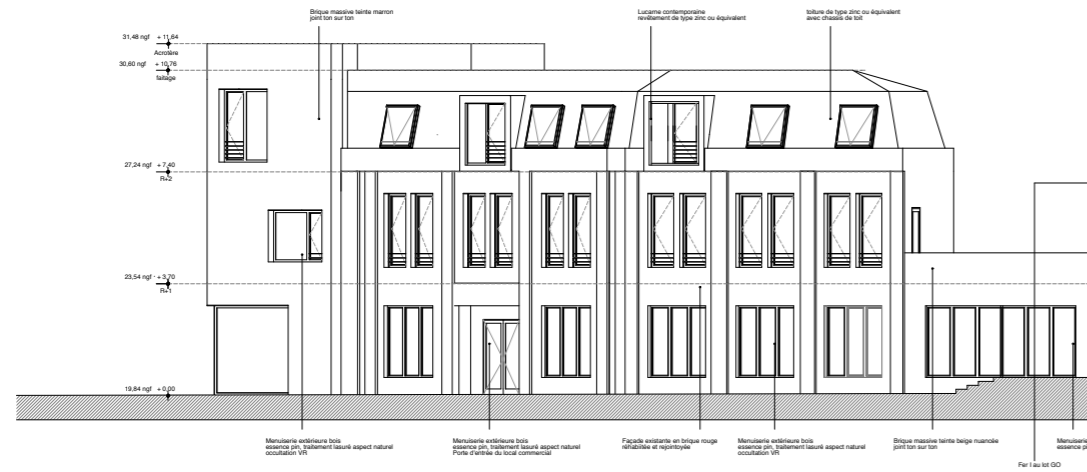 Brique massive teinte marron
joint ton sur ton
Lucarne contemporaine
revêtement de type zinc ou équivalent
toiture de type zinc ou équivalent
avec chassis de toit
31,48 ngf + 11,64
Acrotère
30,60 ngf + 10,76
faitage
27,24 ngf + 7,40
R+2
23,54 ngf + 3,70
R+1
19,84 ngf + 0,00
Menuiserie extérieure bois
essence pin, traitement lasuré aspect naturel
occultation VR
Menuiserie extérieure bois
essence pin, traitement lasuré aspect naturel
Porte d'entrée du local commercial
Façade existante en brique rouge
réhabilitée et rejointoyée
Menuiserie extérieure bois
essence pin, traitement lasuré aspect naturel
occultation VR
Brique massive teinte beige nuancée
joint ton sur ton
Menuiserie
essence pi
Fer I au lot GO